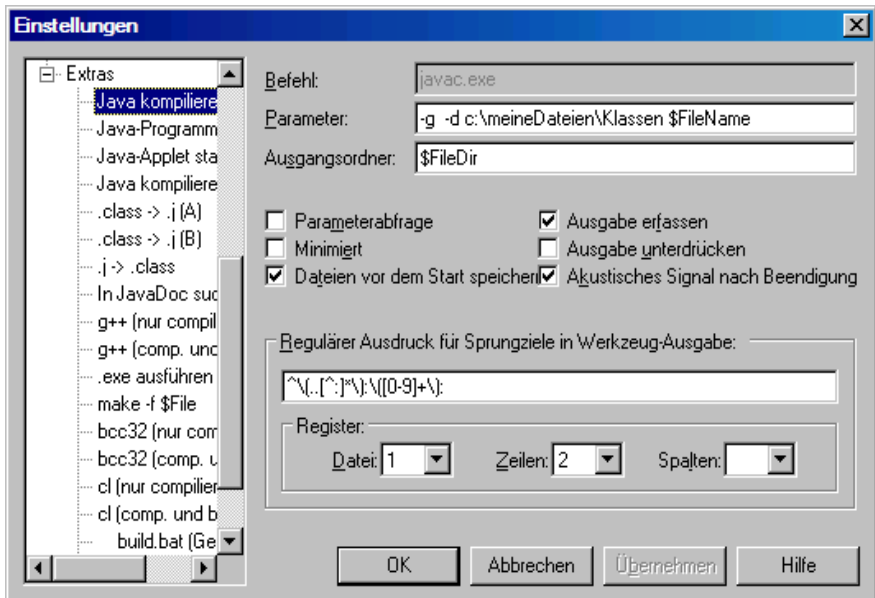 Einstellungen
Extras
Java kompiliere
Java-Programm
Java-Applet sta
Java kompiliere
.class -> .j (A)
.class -> .j (B)
.j -> .class
In JavaDoc suc
g++ (nur compil
g++ (comp. und
.exe ausführen
make -f $File
bcc32 (nur com
bcc32 (comp. u
cl (nur compilier
cl (comp. und b
build.bat (Ge
Befehl: javac.exe
Parameter: -g -d c:\meineDateien\Klassen $FileName
Ausgangsordner: $FileDir
Parameterabfrage
Ausgabe erfassen
Minimiert
Ausgabe unterdrücken
Dateien vor dem Start speichern
Akustisches Signal nach Beendigung
Regulärer Ausdruck für Sprungziele in Werkzeug-Ausgabe:
^\(..[^:]*\):\([0-9]+\):
Register:
Datei: 1 Zeilen: 2 Spalten:
OK Abbrechen Übernehmen Hilfe